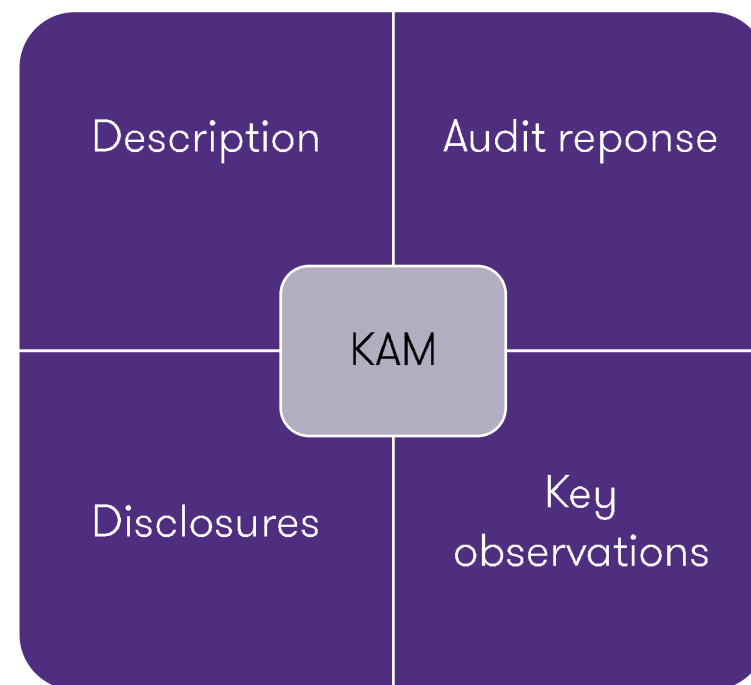 Description
Audit reponse
KAM
Disclosures
Key
observations